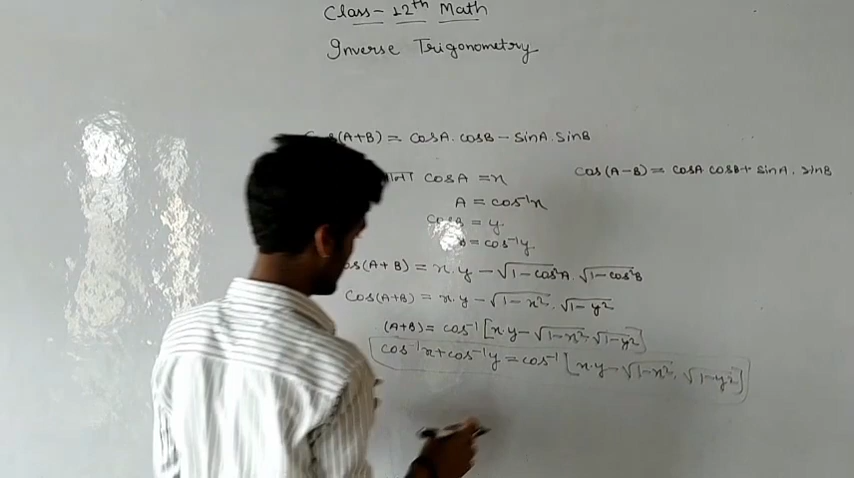 Class- 12th Math
Inverse Trigonometry
(A+B) = cosA. cosB - SinA. SinB
cos (A-B) = cosA cosB + SinA. SinB
cosA = x
A = cos⁻¹x
= y.
= cos⁻¹y
(A+B) = x.y - √1-cos²A. √1-cos²B
Cos(A+B) = x.y - √1-x². √1-y²
(A+B) = cos⁻¹[x.y - √1-x².√1-y²]
cos⁻¹x + cos⁻¹y = cos⁻¹[x.y - √1-x². √1-y²]